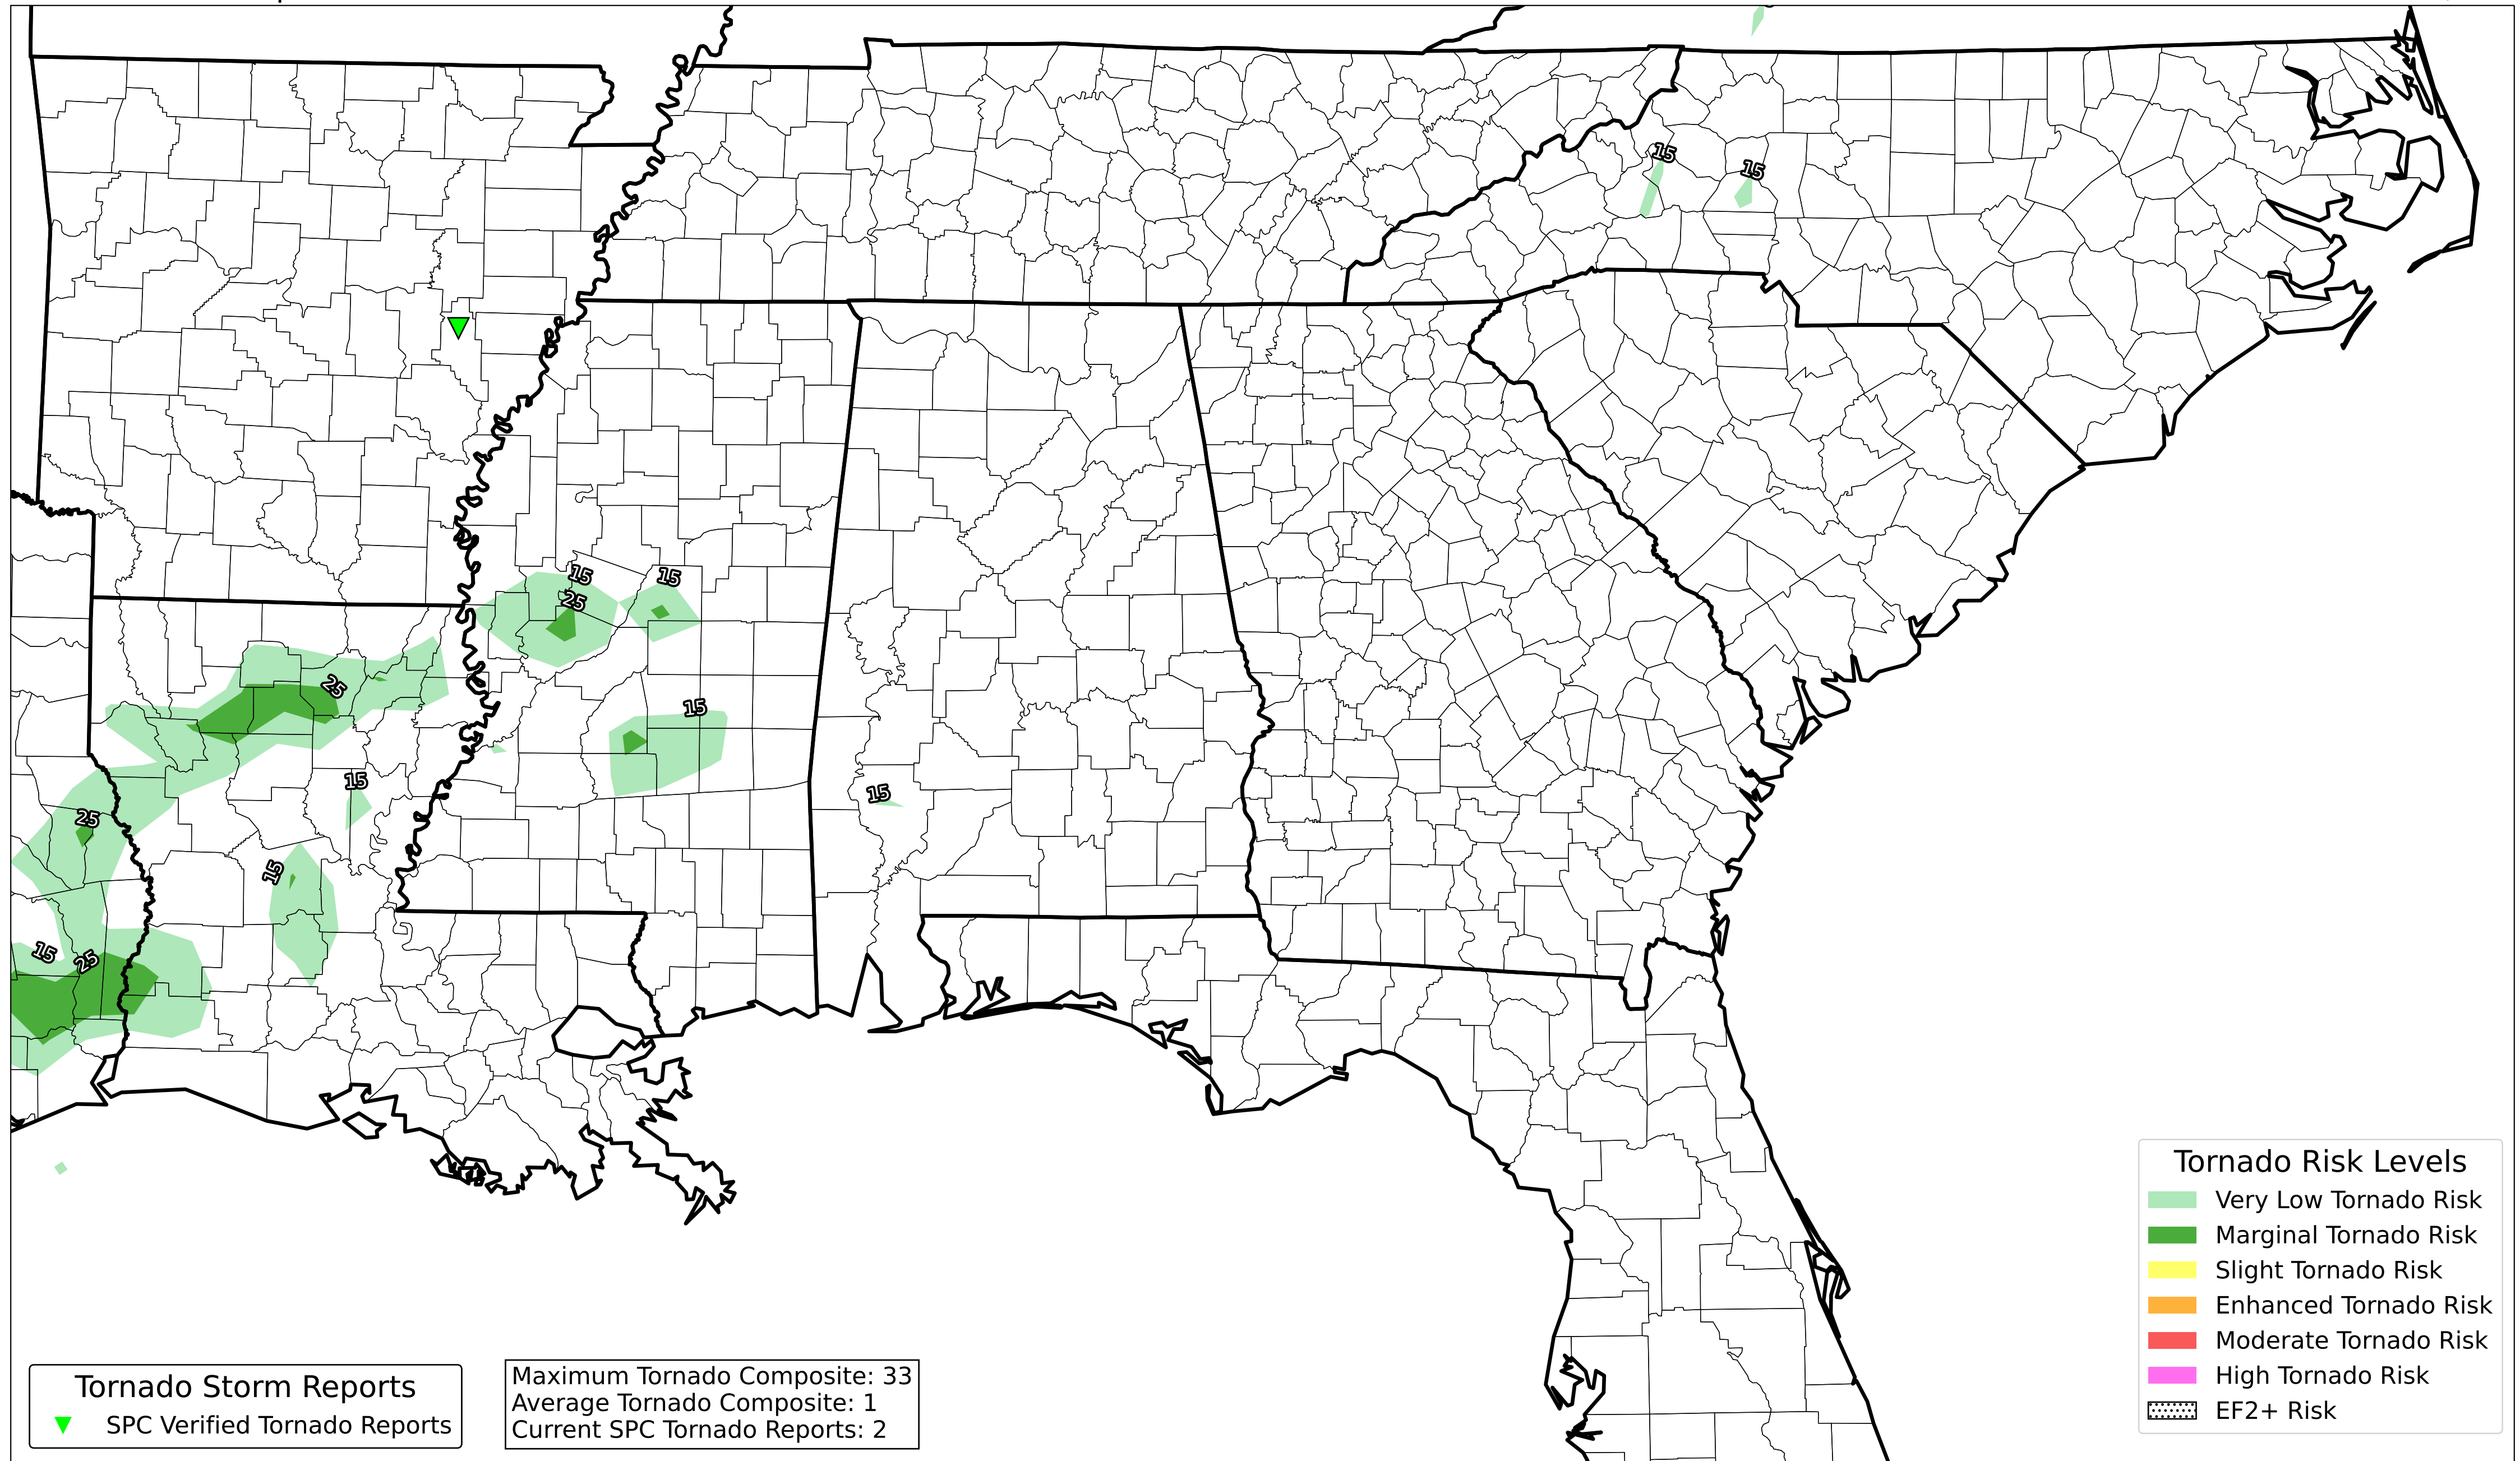 15
15
15
15
25
25
15
15
15
15
25
15
15
25
Tornado Risk Levels
Very Low Tornado Risk
Marginal Tornado Risk
Slight Tornado Risk
Enhanced Tornado Risk
Moderate Tornado Risk
High Tornado Risk
EF2+ Risk
Tornado Storm Reports
SPC Verified Tornado Reports
Maximum Tornado Composite: 33
Average Tornado Composite: 1
Current SPC Tornado Reports: 2